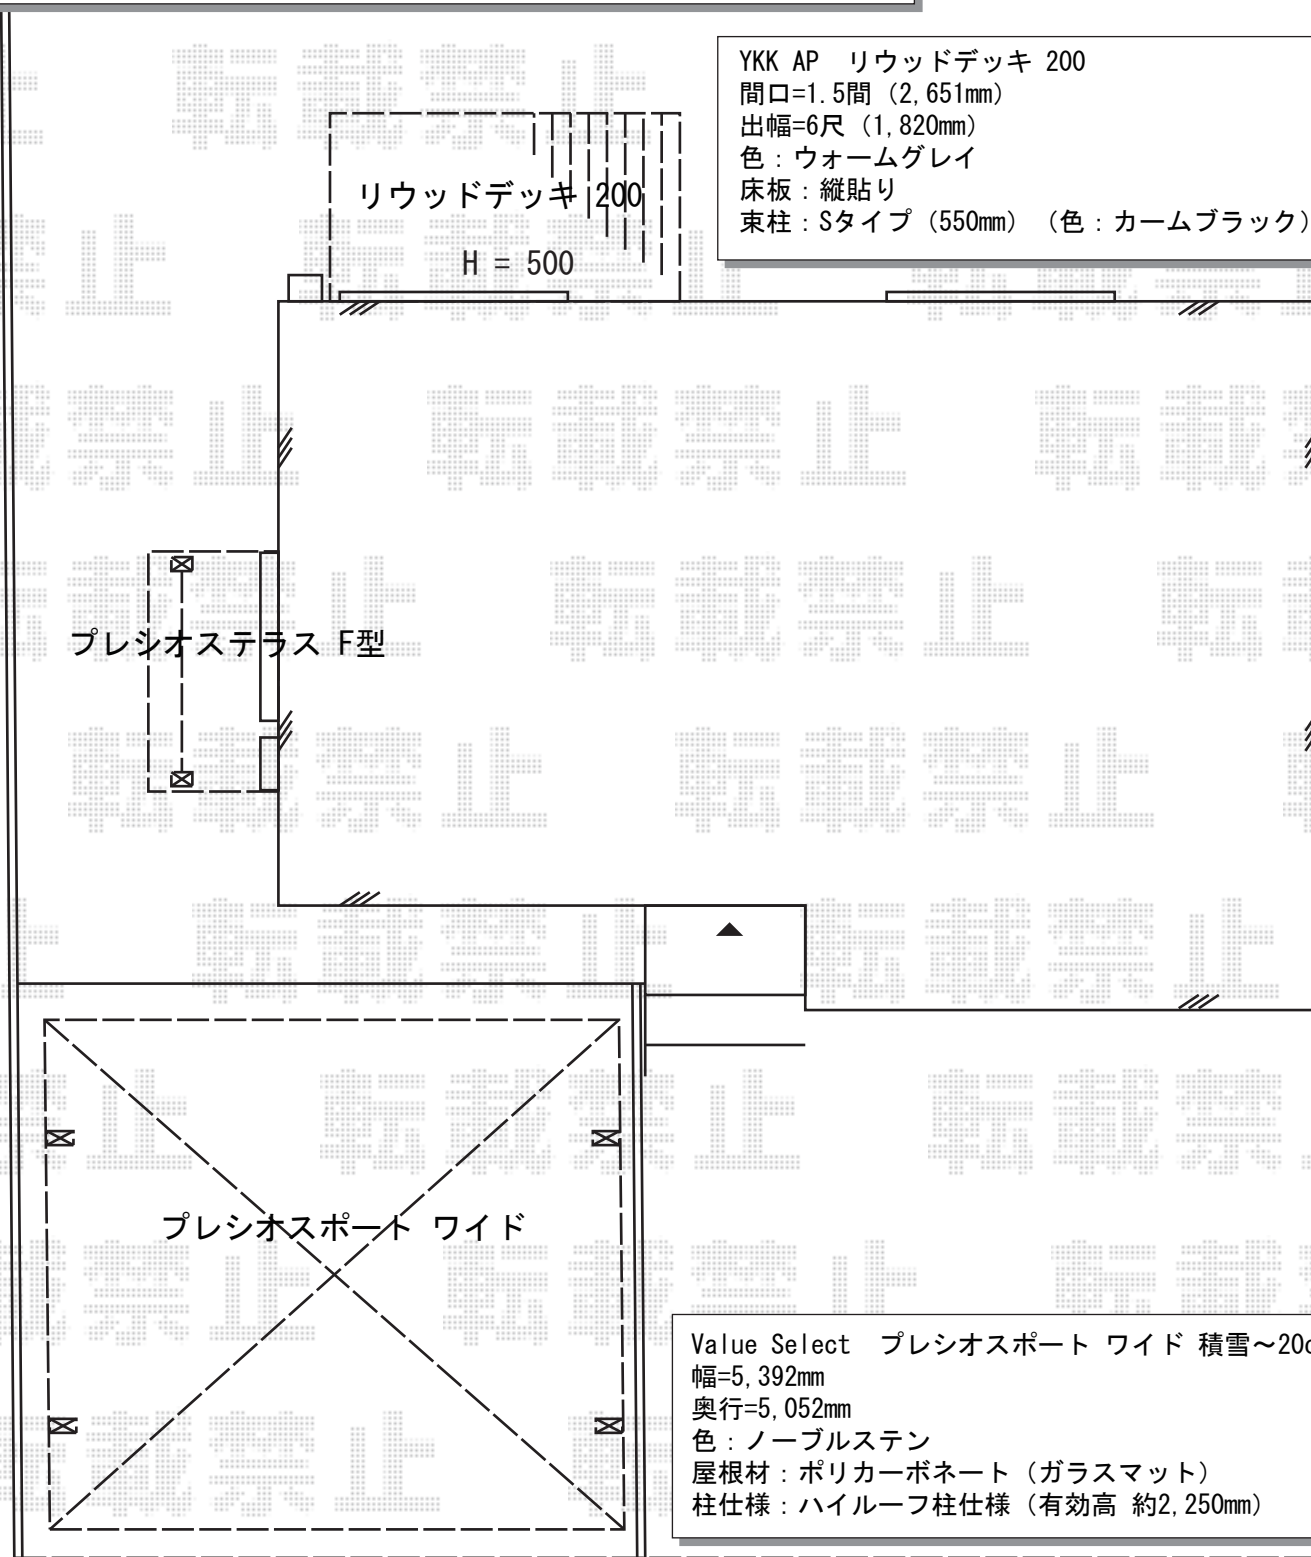 YKK AP リウッドデッキ 200
間口=1.5間（2,651mm）
出幅=6尺（1,820mm）
色：ウォームグレイ
床板：縦貼り
束柱：Sタイプ（550mm）（色：カームブラック）
リウッドデッキ 200
H = 500
プレシオステラス F型
プレシオスポート ワイド
Value Select プレシオスポート ワイド 積雪～20c
幅=5,392mm
奥行=5,052mm
色：ノーブルステン
屋根材：ポリカーボネート（ガラスマット）
柱仕様：ハイルーフ柱仕様（有効高 約2,250mm）
転載禁止